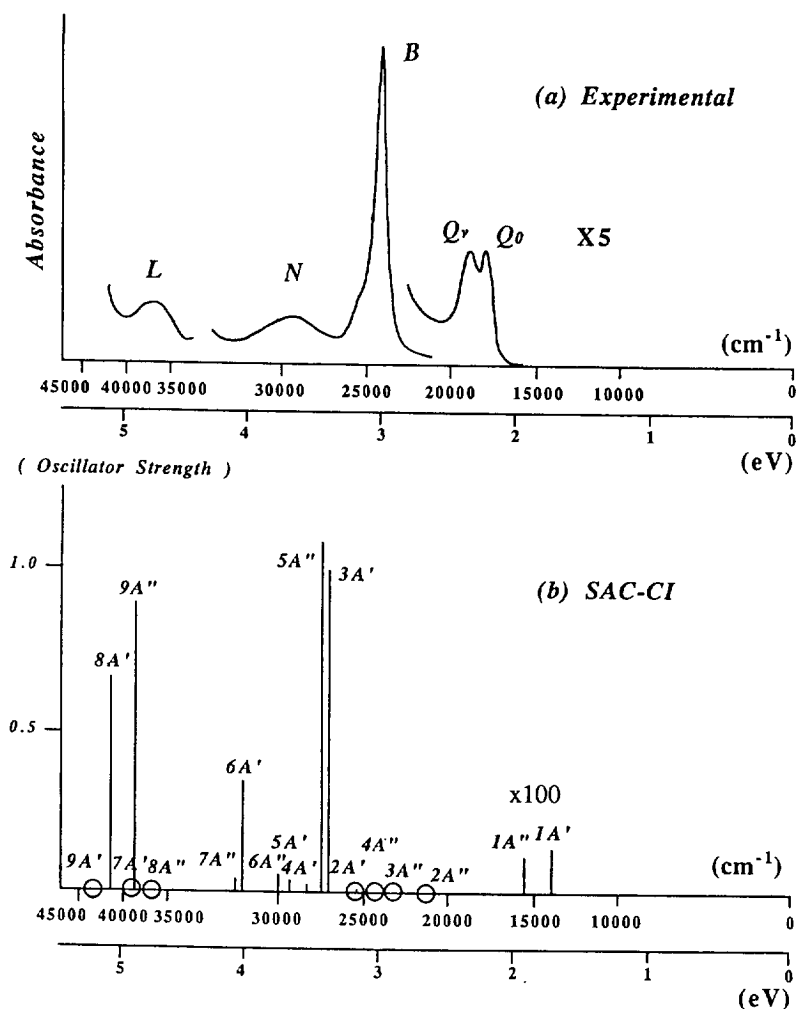 B
(a) Experimental
Absorbance
Qv Q0 X5
L N
(cm-1)
45000 40000 35000 30000 25000 20000 15000 10000 0
5 4 3 2 1 0
(eV)
( Oscillator Strength )
1.0
5A" 3A' (b) SAC-CI
9A"
8A'
0.5
6A'
x100
5A' 4A" 1A" 1A'
9A' 7A' 8A" 7A" 6A" 4A' 2A' 3A" 2A" (cm-1)
45000 40000 35000 30000 25000 20000 15000 10000 0
5 4 3 2 1 0
(eV)